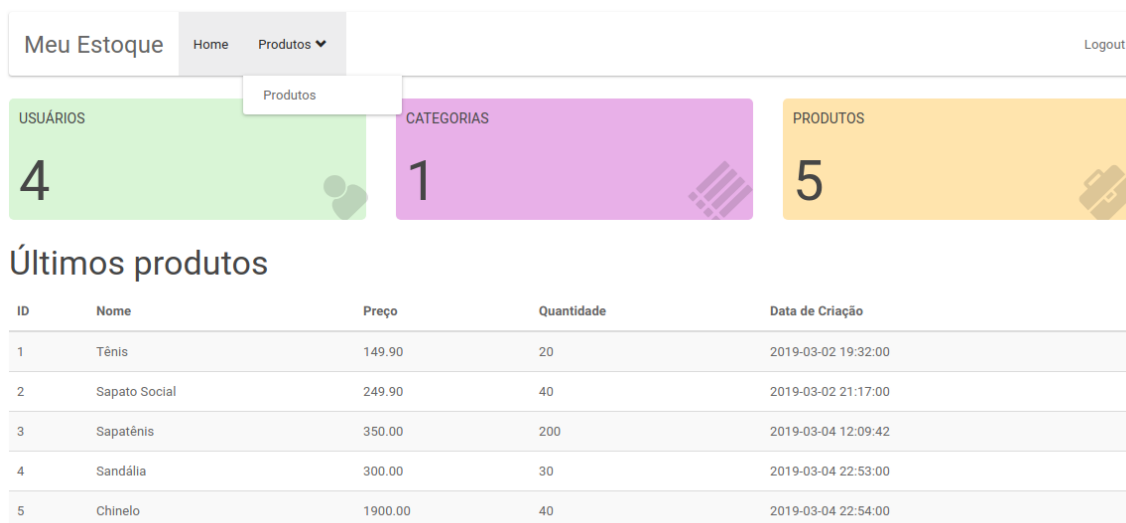 Meu Estoque Home Produtos Logout
Produtos
USUÁRIOS CATEGORIAS PRODUTOS
4 1 5
Últimos produtos
ID Nome Preço Quantidade Data de Criação
1 Tênis 149.90 20 2019-03-02 19:32:00
2 Sapato Social 249.90 40 2019-03-02 21:17:00
3 Sapatênis 350.00 200 2019-03-04 12:09:42
4 Sandália 300.00 30 2019-03-04 22:53:00
5 Chinelo 1900.00 40 2019-03-04 22:54:00